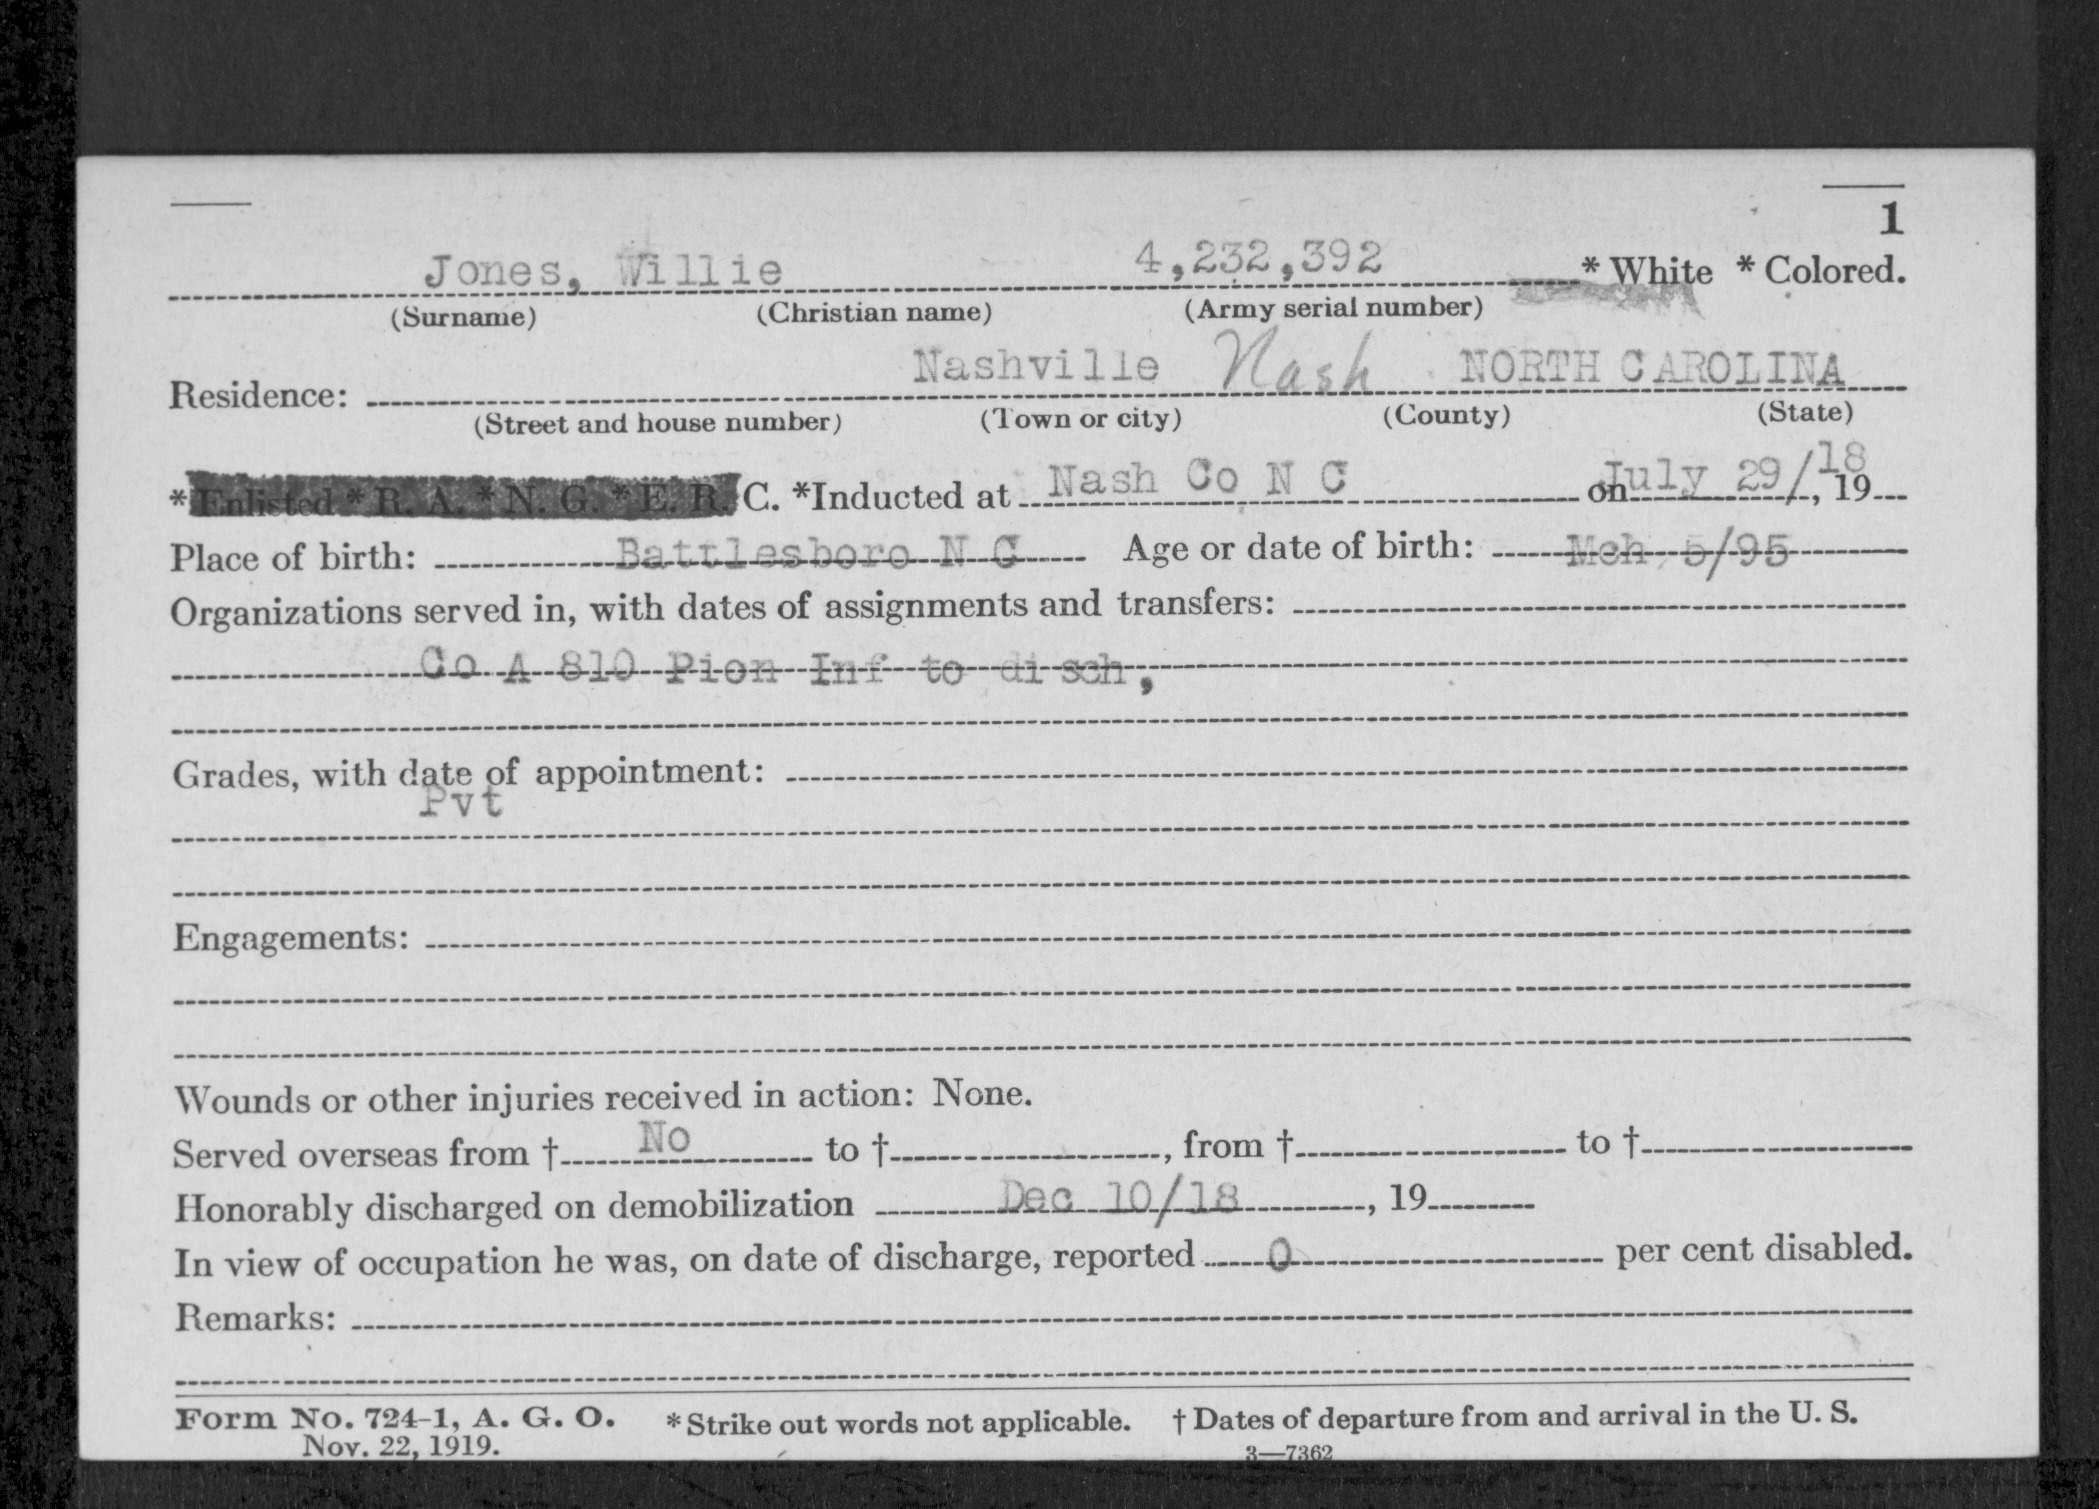 1
Jones, Willie 4,232,392 * White * Colored.
(Surname) (Christian name) (Army serial number)
Residence: Nashville Nash NORTH CAROLINA
(Street and house number) (Town or city) (County) (State)
* Enlisted * R. A. * N. G. * E. R. C. *Inducted at Nash Co N C on July 29/18, 19
Place of birth: Battlesboro N C Age or date of birth: Mch 5/95
Organizations served in, with dates of assignments and transfers:
Co A 810 Pion Inf to disch,
Grades, with date of appointment:
Pvt
Engagements:
Wounds or other injuries received in action: None.
Served overseas from † No to †, from † to †
Honorably discharged on demobilization Dec 10/18, 19
In view of occupation he was, on date of discharge, reported 0 per cent disabled.
Remarks:
Form No. 724-1, A. G. O. * Strike out words not applicable. † Dates of departure from and arrival in the U. S.
Nov. 22, 1919. 3—7362